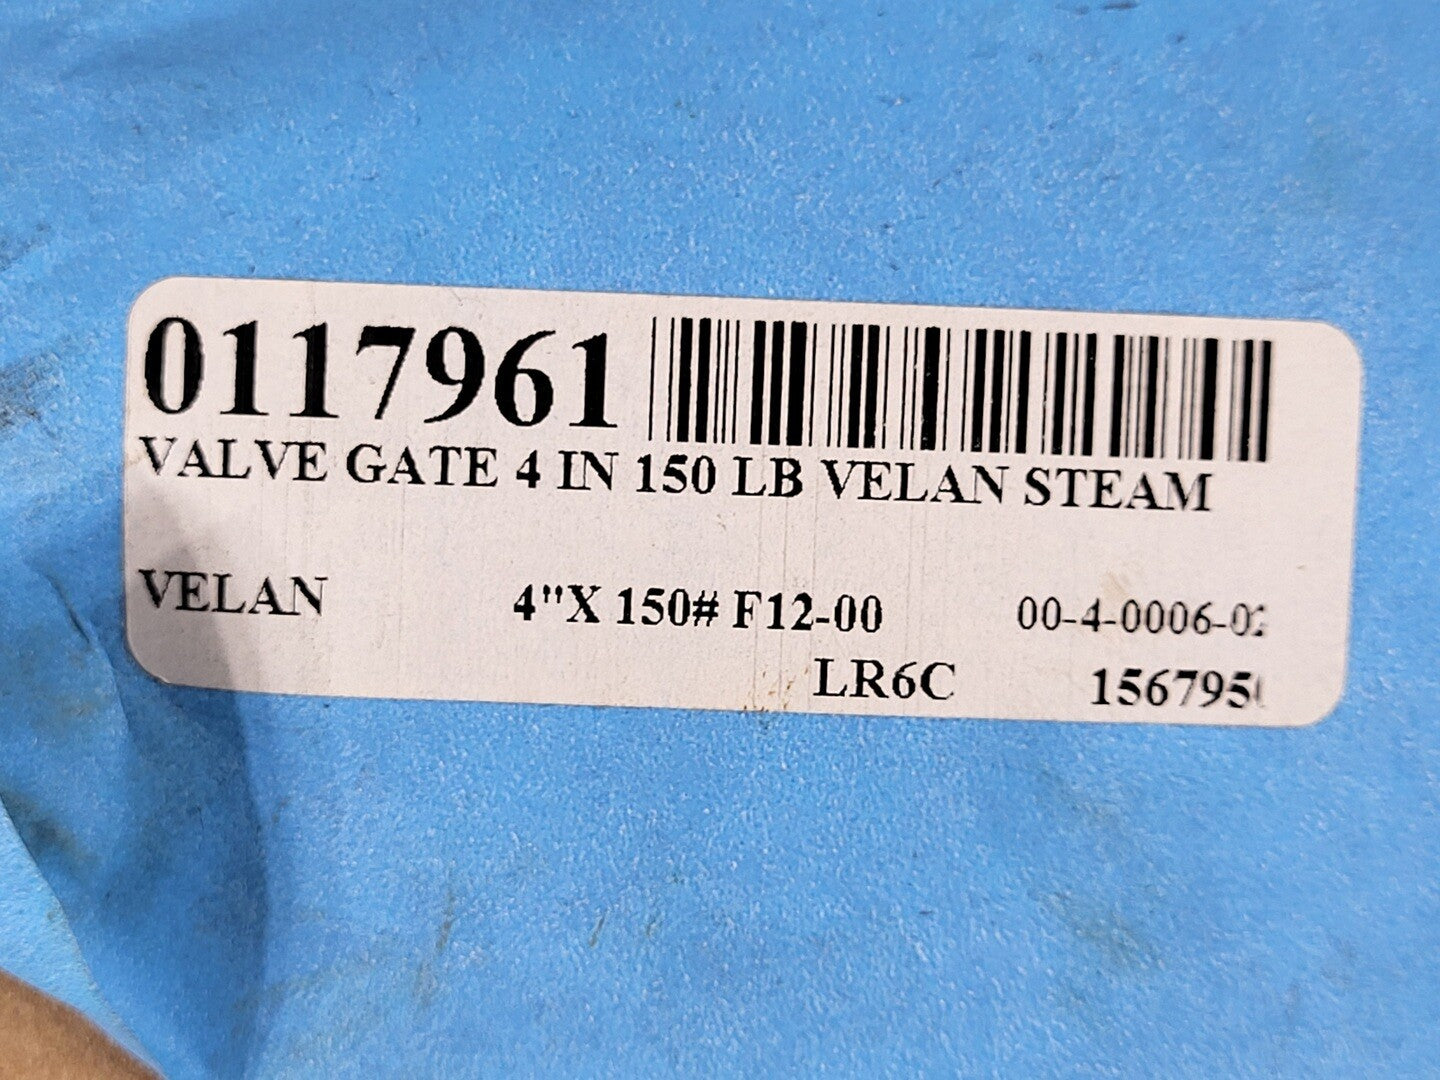 0117961
VALVE GATE 4 IN 150 LB VELAN STEAM
VELAN 4"X 150# F12-00
LR6C